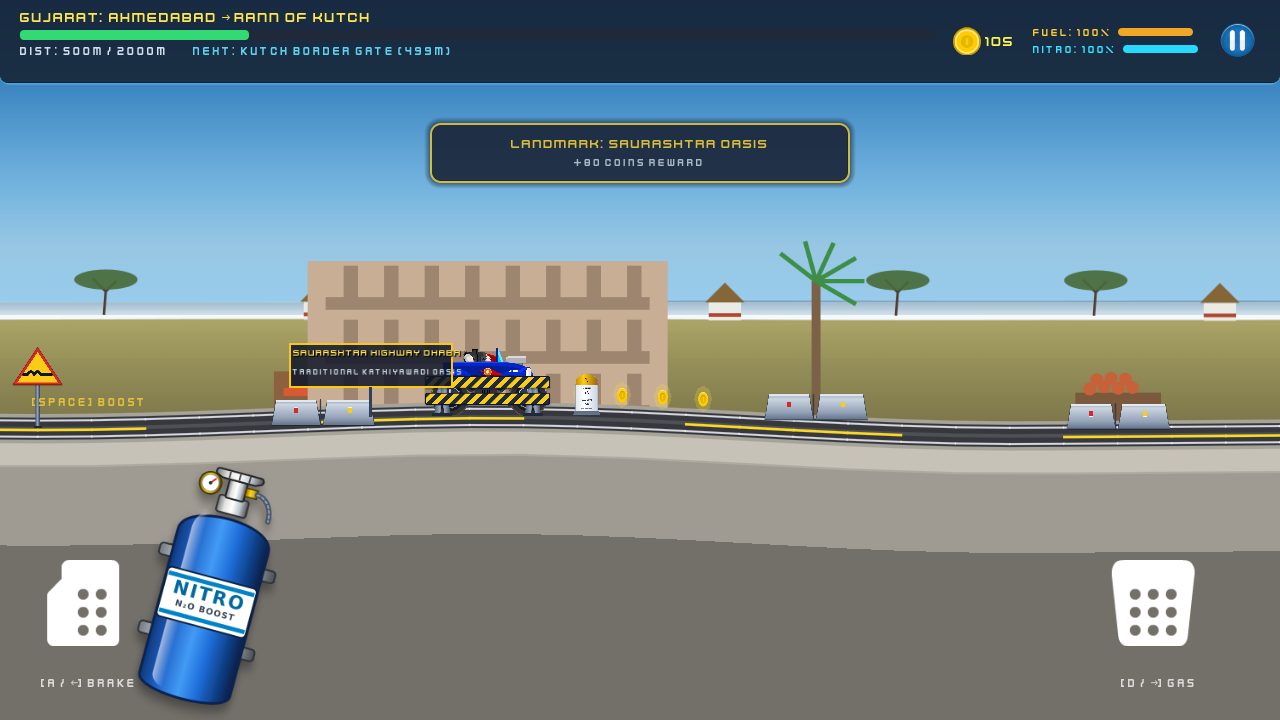 GUJARAT: AHMEDABAD → RANN OF KUTCH
DIST: 500M / 2000M
NEXT: KUTCH BORDER GATE (499M)
105
FUEL: 100%
NITRO: 100%
LANDMARK: SAURASHTRA OASIS
+80 COINS REWARD
SAURASHTRA HIGHWAY DHABA
TRADITIONAL KATHIYAWADI OASIS
[SPACE] BOOST
NITRO
N₂O BOOST
[A / ←] BRAKE
[D / →] GAS